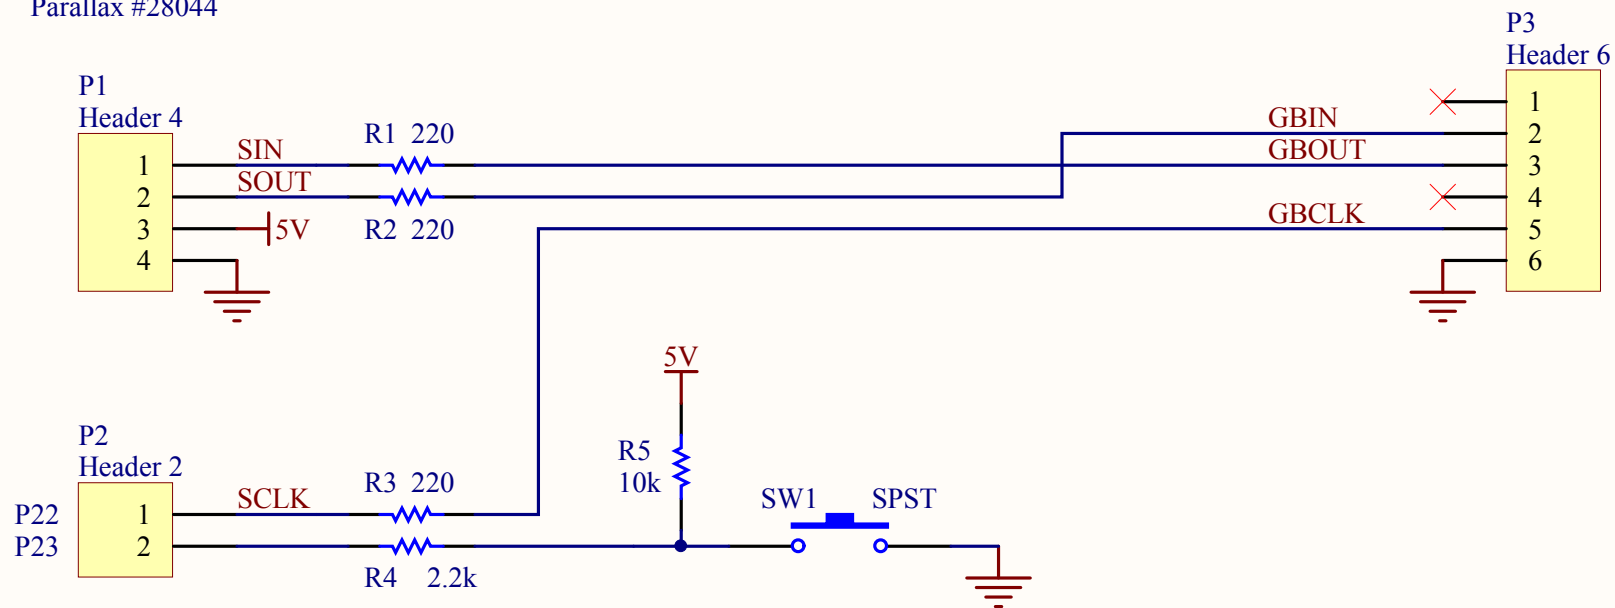 Parallax #28044
P3
Header 6
P1
Header 4
1
2
3
4
SIN
SOUT
5V
R1 220
R2 220
GBIN
GBOUT
GBCLK
1
2
3
4
5
6
5V
R5
10k
P2
Header 2
P22
P23
1
2
SCLK
R3 220
R4 2.2k
SW1 SPST